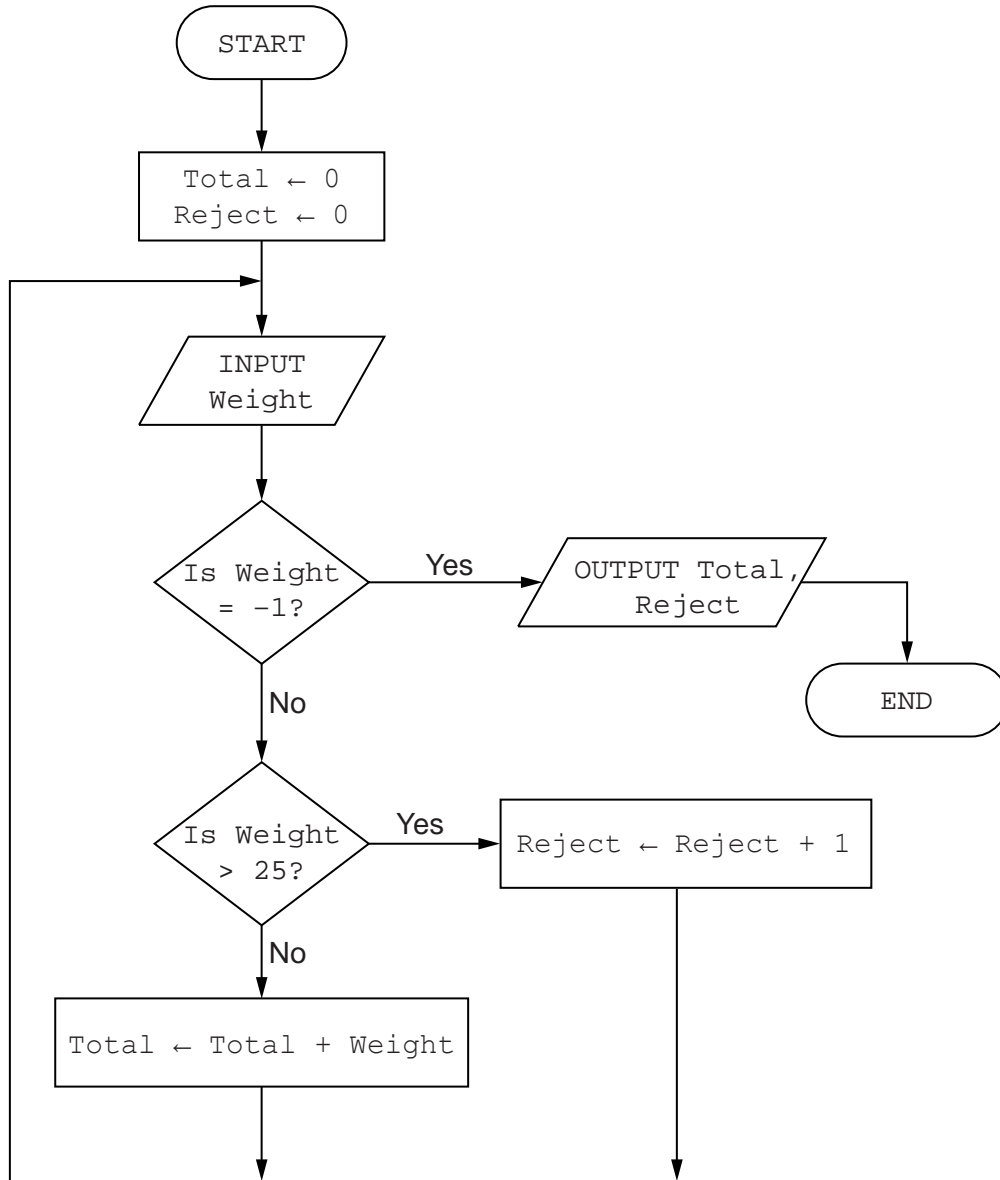 START
Total ← 0
Reject ← 0
INPUT
Weight
Is Weight
= –1?
Yes
OUTPUT Total,
Reject
END
No
Is Weight
> 25?
Yes
Reject ← Reject + 1
No
Total ← Total + Weight